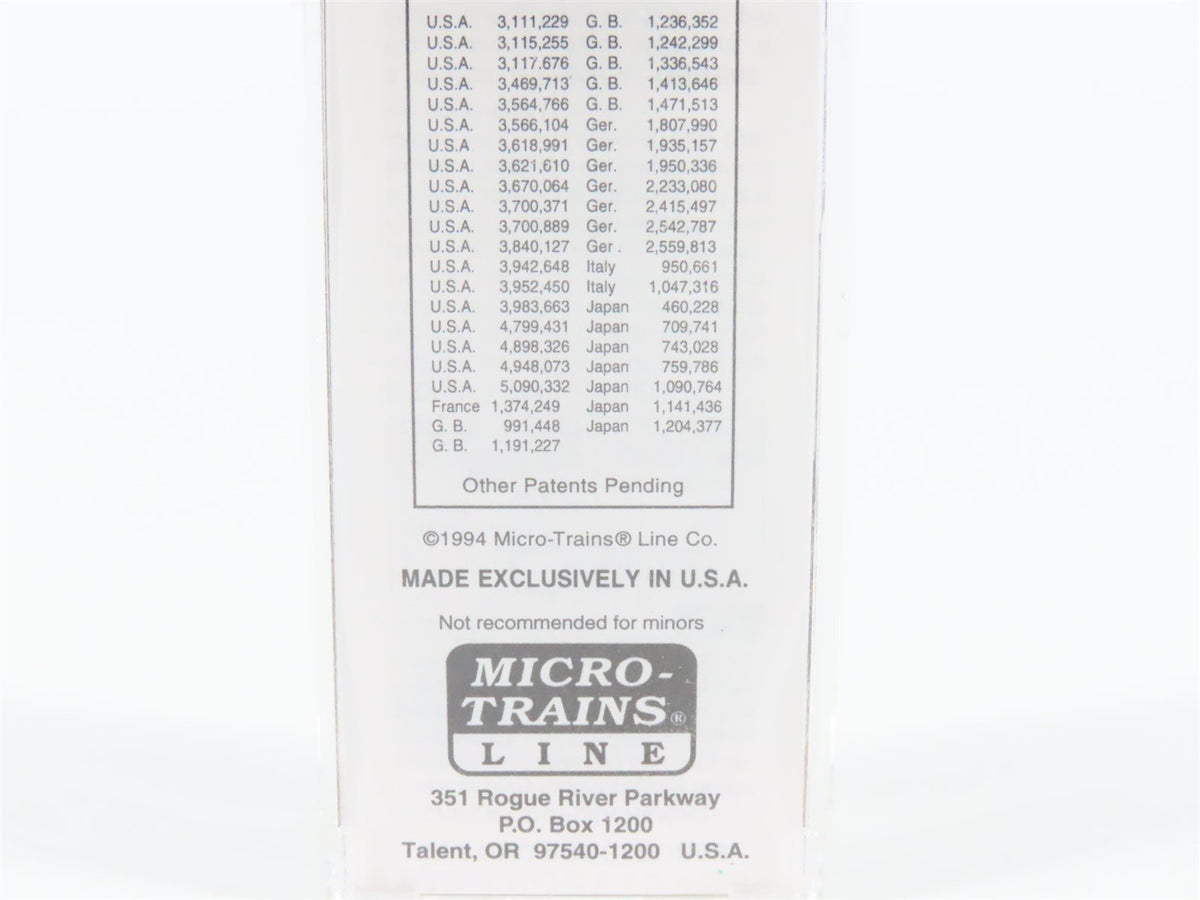 U.S.A. 3,111,229 G. B. 1,236,352
U.S.A. 3,115,255 G. B. 1,242,299
U.S.A. 3,117.676 G. B. 1,336,543
U.S.A. 3,469,713 G. B. 1,413,646
U.S.A. 3,564,766 G. B. 1,471,513
U.S.A. 3,566,104 Ger. 1,807,990
U.S.A. 3,618,991 Ger. 1,935,157
U.S.A. 3,621,610 Ger. 1,950,336
U.S.A. 3,670,064 Ger. 2,233,080
U.S.A. 3,700,371 Ger. 2,415,497
U.S.A. 3,700,889 Ger. 2,542,787
U.S.A. 3,840,127 Ger . 2,559,813
U.S.A. 3,942,648 Italy 950,661
U.S.A. 3,952,450 Italy 1,047,316
U.S.A. 3,983,663 Japan 460,228
U.S.A. 4,799,431 Japan 709,741
U.S.A. 4,898,326 Japan 743,028
U.S.A. 4,948,073 Japan 759,786
U.S.A. 5,090,332 Japan 1,090,764
France 1,374,249 Japan 1,141,436
G. B. 991,448 Japan 1,204,377
G. B. 1,191,227
Other Patents Pending
©1994 Micro-Trains® Line Co.
MADE EXCLUSIVELY IN U.S.A.
Not recommended for minors
MICRO-
TRAINS®
LINE
351 Rogue River Parkway
P.O. Box 1200
Talent, OR 97540-1200 U.S.A.